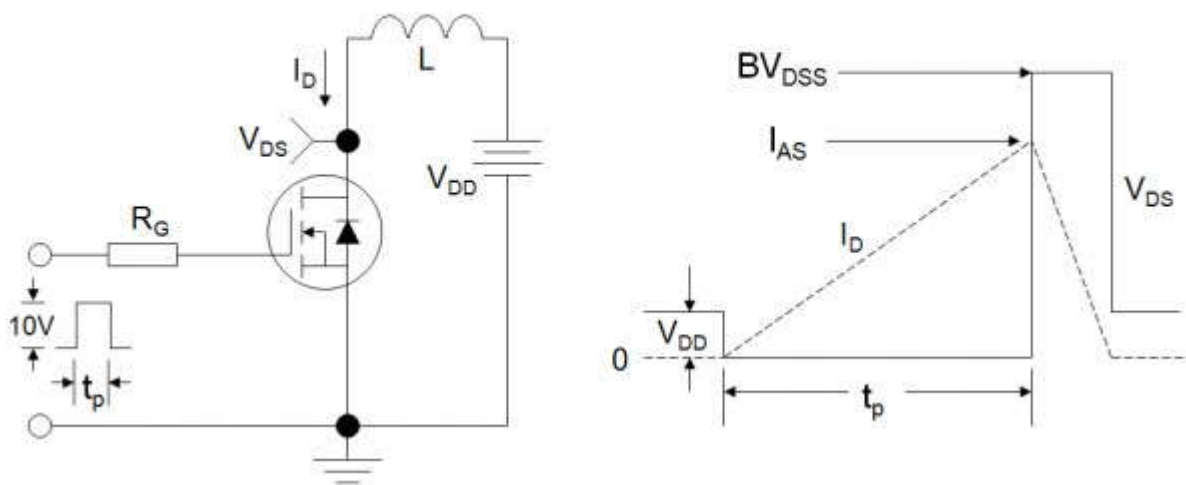 L
I_D
V_DS
V_DD
R_G
10V
t_p
BV_DSS
I_AS
V_DS
I_D
V_DD
0
t_p